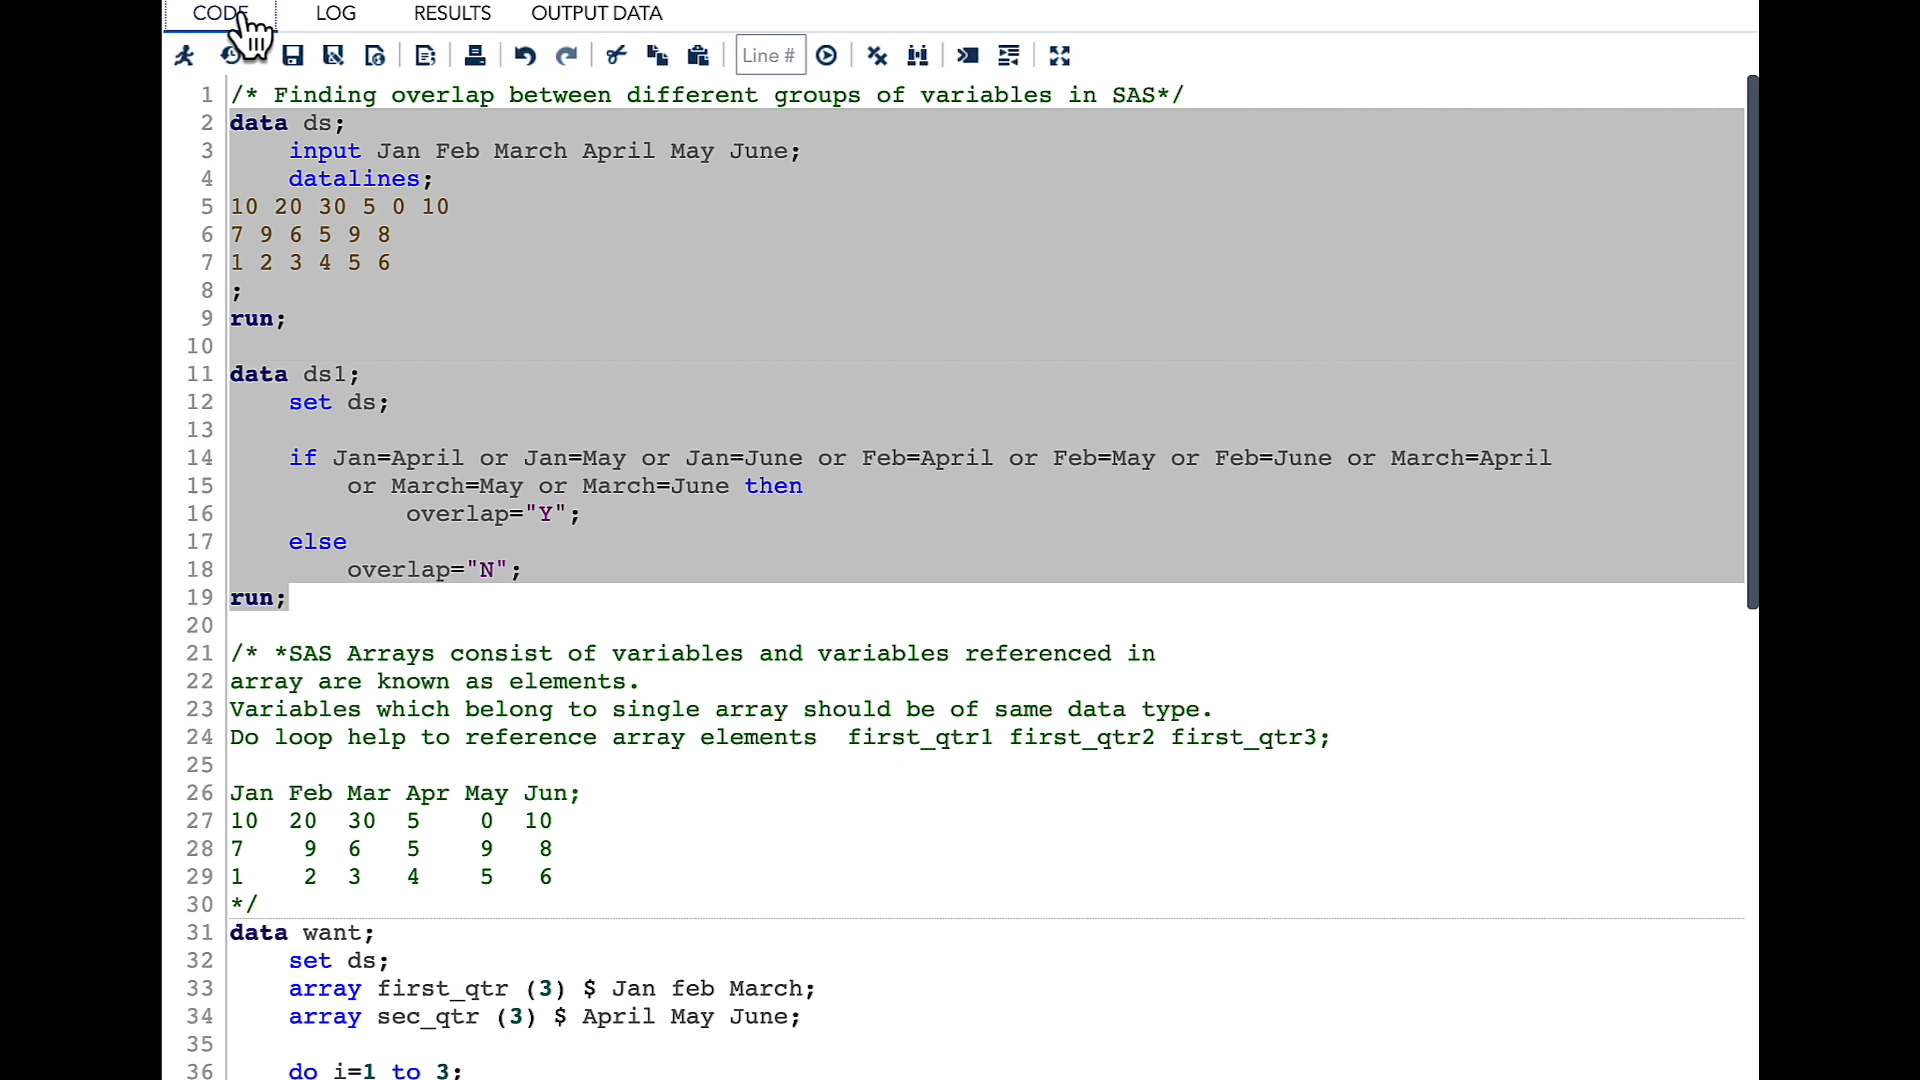 CODE LOG RESULTS OUTPUT DATA
Line #
1 /* Finding overlap between different groups of variables in SAS*/
2 data ds;
3     input Jan Feb March April May June;
4     datalines;
5 10 20 30 5 0 10
6 7 9 6 5 9 8
7 1 2 3 4 5 6
8 ;
9 run;
10
11 data ds1;
12     set ds;
13
14     if Jan=April or Jan=May or Jan=June or Feb=April or Feb=May or Feb=June or March=April
15         or March=May or March=June then
16             overlap="Y";
17     else
18         overlap="N";
19 run;
20
21 /* *SAS Arrays consist of variables and variables referenced in
22 array are known as elements.
23 Variables which belong to single array should be of same data type.
24 Do loop help to reference array elements  first_qtr1 first_qtr2 first_qtr3;
25
26 Jan Feb Mar Apr May Jun;
27 10  20  30  5    0  10
28 7    9  6   5    9   8
29 1    2  3   4    5   6
30 */
31 data want;
32     set ds;
33     array first_qtr (3) $ Jan feb March;
34     array sec_qtr (3) $ April May June;
35
36     do i=1 to 3;